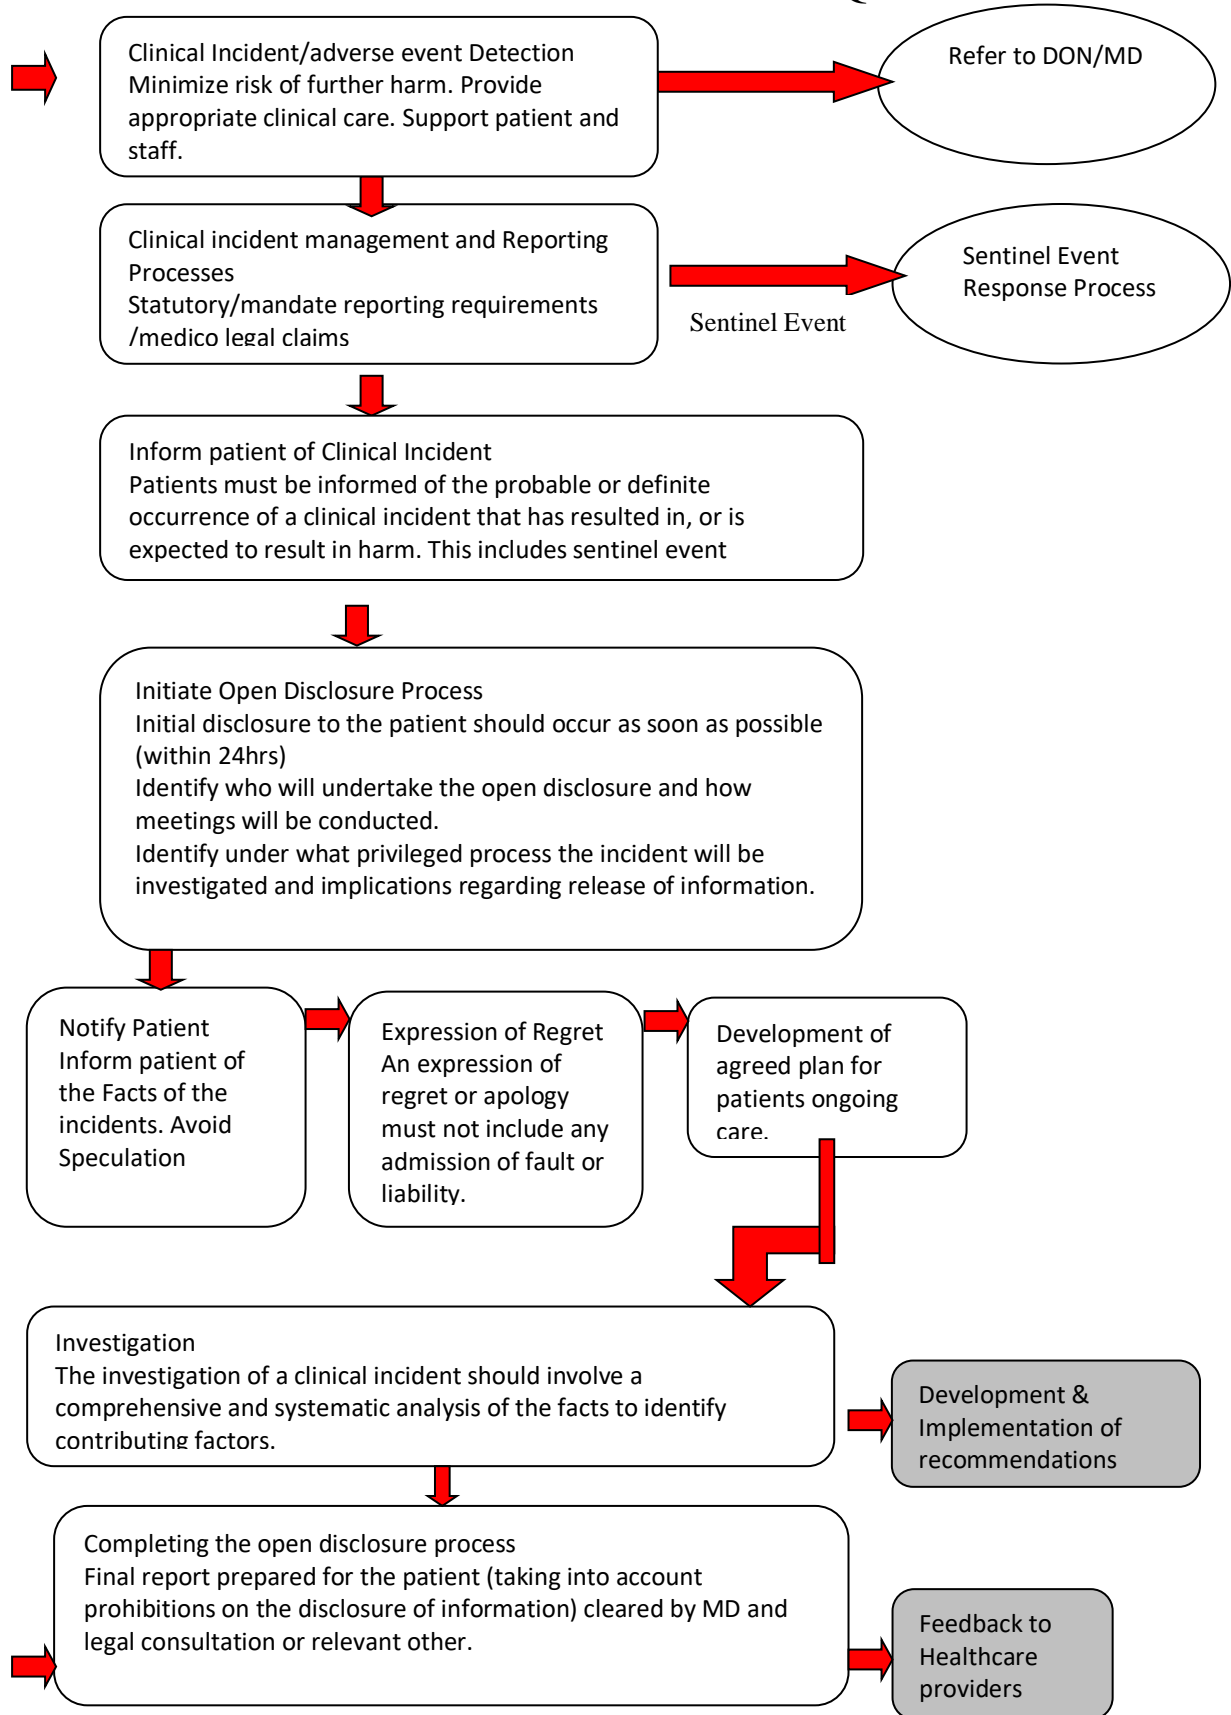 Clinical Incident/adverse event Detection
Minimize risk of further harm. Provide
appropriate clinical care. Support patient and
staff.
Refer to DON/MD
Clinical incident management and Reporting
Processes
Statutory/mandate reporting requirements
/medico legal claims
Sentinel Event
Sentinel Event
Response Process
Inform patient of Clinical Incident
Patients must be informed of the probable or definite
occurrence of a clinical incident that has resulted in, or is
expected to result in harm. This includes sentinel event
Initiate Open Disclosure Process
Initial disclosure to the patient should occur as soon as possible
(within 24hrs)
Identify who will undertake the open disclosure and how
meetings will be conducted.
Identify under what privileged process the incident will be
investigated and implications regarding release of information.
Notify Patient
Inform patient of
the Facts of the
incidents. Avoid
Speculation
Expression of Regret
An expression of
regret or apology
must not include any
admission of fault or
liability.
Development of
agreed plan for
patients ongoing
care.
Investigation
The investigation of a clinical incident should involve a
comprehensive and systematic analysis of the facts to identify
contributing factors.
Development &
Implementation of
recommendations
Completing the open disclosure process
Final report prepared for the patient (taking into account
prohibitions on the disclosure of information) cleared by MD and
legal consultation or relevant other.
Feedback to
Healthcare
providers